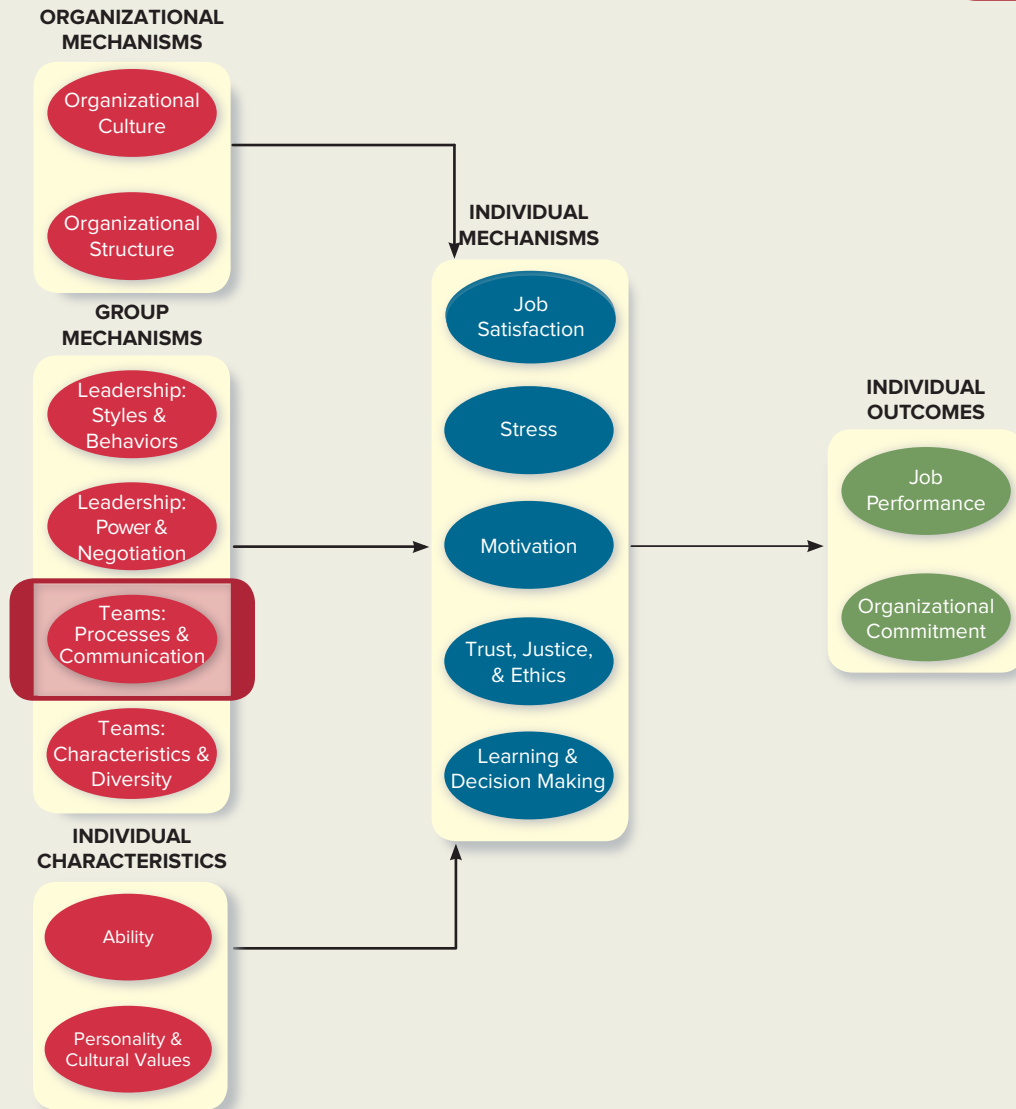 ORGANIZATIONAL
MECHANISMS
Organizational
Culture
Organizational
Structure
GROUP
MECHANISMS
Leadership:
Styles &
Behaviors
Leadership:
Power &
Negotiation
Teams:
Processes &
Communication
Teams:
Characteristics &
Diversity
INDIVIDUAL
CHARACTERISTICS
Ability
Personality &
Cultural Values
INDIVIDUAL
MECHANISMS
Job
Satisfaction
Stress
Motivation
Trust, Justice,
& Ethics
Learning &
Decision Making
INDIVIDUAL
OUTCOMES
Job
Performance
Organizational
Commitment